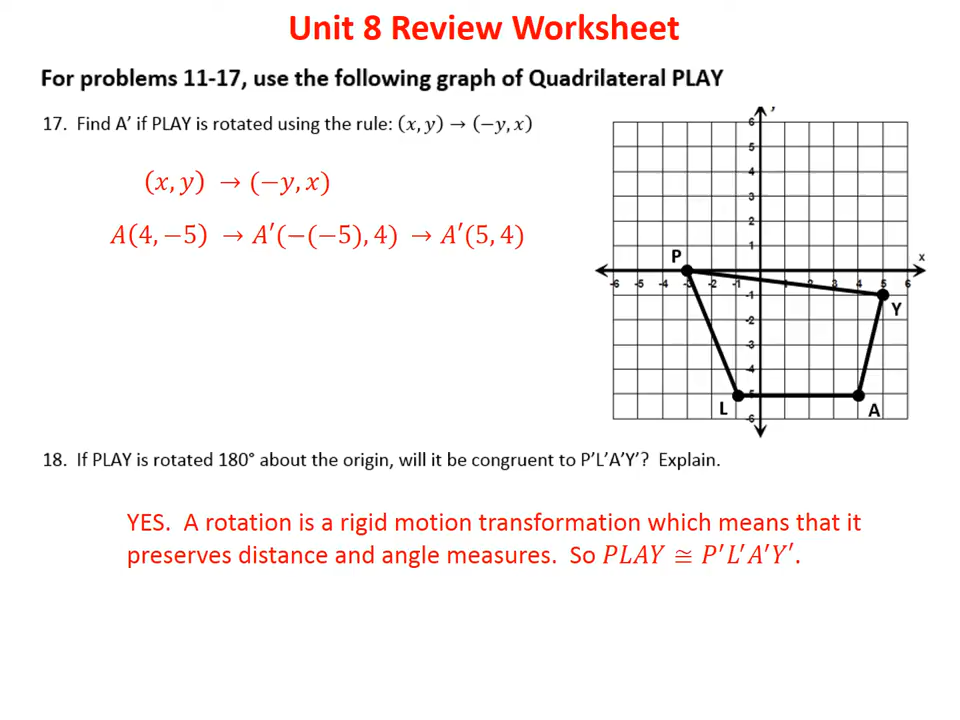 Unit 8 Review Worksheet
For problems 11-17, use the following graph of Quadrilateral PLAY
17. Find A′ if PLAY is rotated using the rule: (x, y) → (−y, x)
(x, y) → (−y, x)
A(4, −5) → A′(−(−5), 4) → A′(5, 4)
6
5
4
3
2
1
P
x
-6 -5 -4 -3 -2 -1 1 2 3 4 5 6
-1
Y
-2
-3
-4
-5
L A
-6
18. If PLAY is rotated 180° about the origin, will it be congruent to P'L'A'Y'? Explain.
YES. A rotation is a rigid motion transformation which means that it
preserves distance and angle measures. So PLAY ≅ P′L′A′Y′.